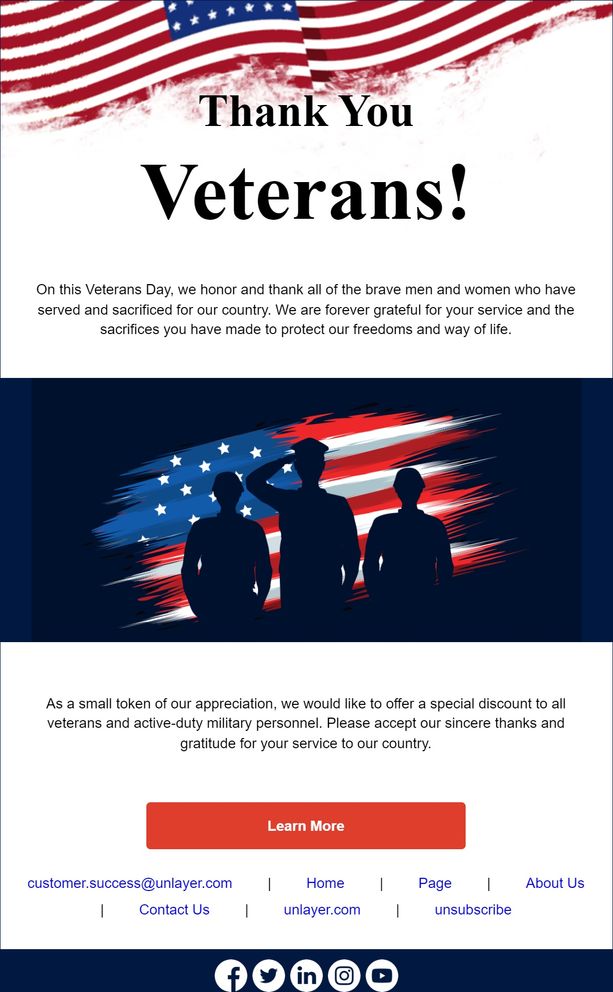 Thank You
Veterans!
On this Veterans Day, we honor and thank all of the brave men and women who have
served and sacrificed for our country. We are forever grateful for your service and the
sacrifices you have made to protect our freedoms and way of life.
As a small token of our appreciation, we would like to offer a special discount to all
veterans and active-duty military personnel. Please accept our sincere thanks and
gratitude for your service to our country.
Learn More
customer.success@unlayer.com | Home | Page | About Us
| Contact Us | unlayer.com | unsubscribe